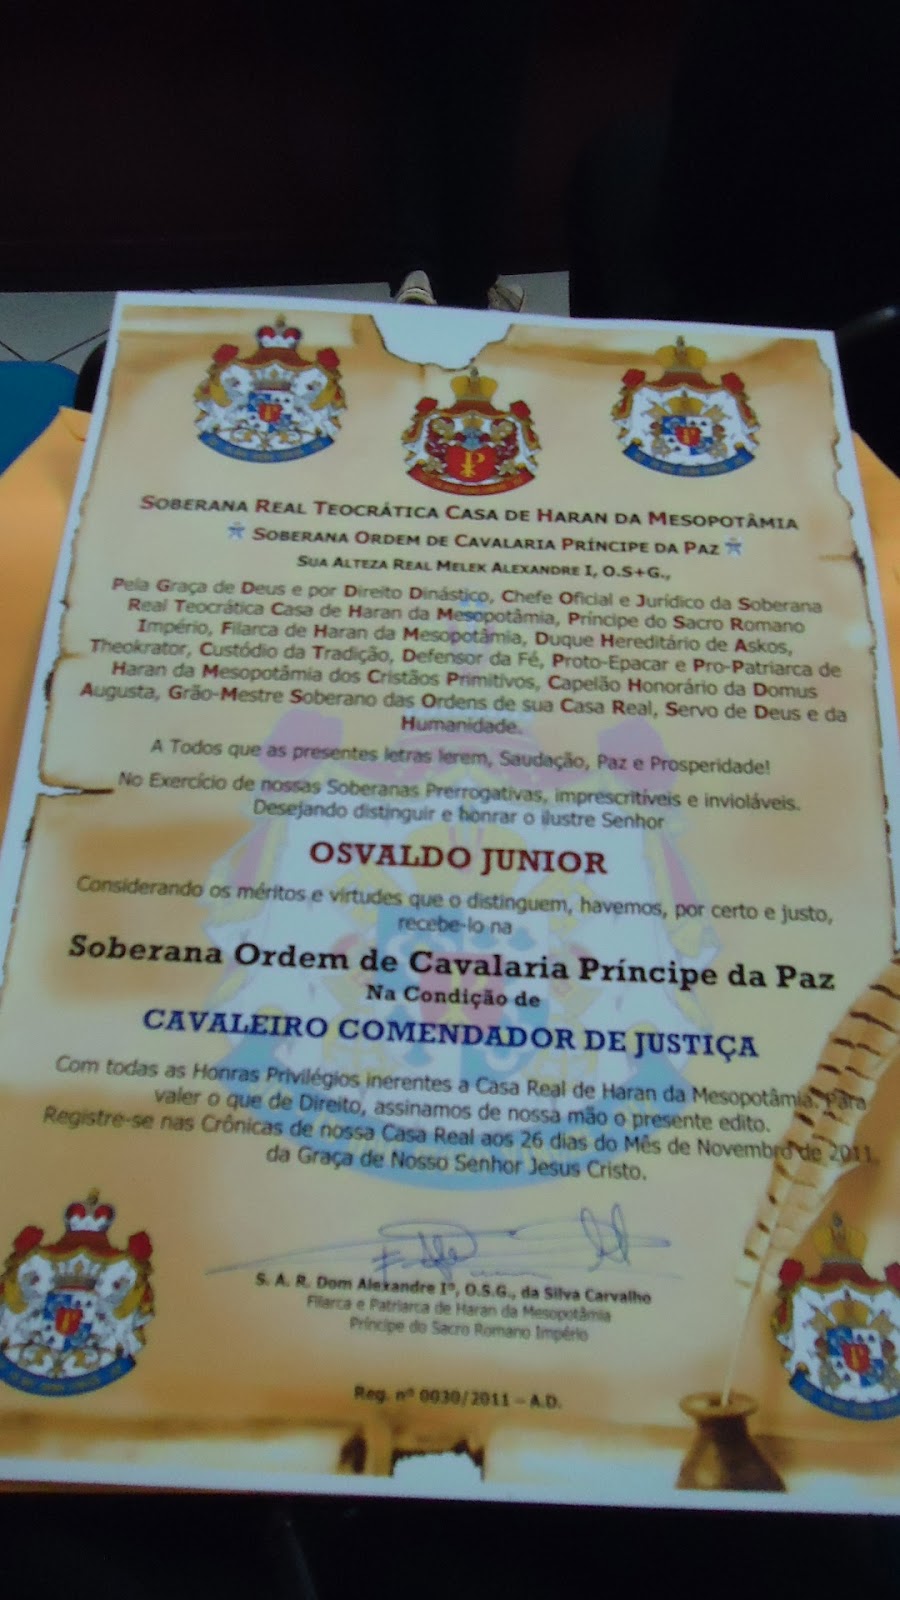 SOBERANA REAL TEOCRÁTICA CASA DE HARAN DA MESOPOTÂMIA
SOBERANA ORDEM DE CAVALARIA PRÍNCIPE DA PAZ
SUA ALTEZA REAL MELEK ALEXANDRE I, O.S+G.,
Pela Graça de Deus e por Direito Dinástico, Chefe Oficial e Jurídico da Soberana
Real Teocrática Casa de Haran da Mesopotâmia, Príncipe do Sacro Romano
Império, Filarca de Haran da Mesopotâmia, Duque Hereditário de Askos,
Theokrator, Custódio da Tradição, Defensor da Fé, Proto-Epacar e Pro-Patriarca de
Haran da Mesopotâmia dos Cristãos Primitivos, Capelão Honorário da Domus
Augusta, Grão-Mestre Soberano das Ordens de sua Casa Real, Servo de Deus e da
Humanidade.
A Todos que as presentes letras lerem, Saudação, Paz e Prosperidade!
No Exercício de nossas Soberanas Prerrogativas, imprescritíveis e invioláveis.
Desejando distinguir e honrar o ilustre Senhor
OSVALDO JUNIOR
Considerando os méritos e virtudes que o distinguem, havemos, por certo e justo,
recebe-lo na
Soberana Ordem de Cavalaria Príncipe da Paz
Na Condição de
CAVALEIRO COMENDADOR DE JUSTIÇA
Com todas as Honras Privilégios inerentes a Casa Real de Haran da Mesopotâmia. Para
valer o que de Direito, assinamos de nossa mão o presente edito.
Registre-se nas Crônicas de nossa Casa Real aos 26 dias do Mês de Novembro de 2011
da Graça de Nosso Senhor Jesus Cristo.
S. A. R. Dom Alexandre Iº, O.S.G., da Silva Carvalho
Filarca e Patriarca de Haran da Mesopotâmia
Príncipe do Sacro Romano Império
Reg. nº 0030/2011 – A.D.